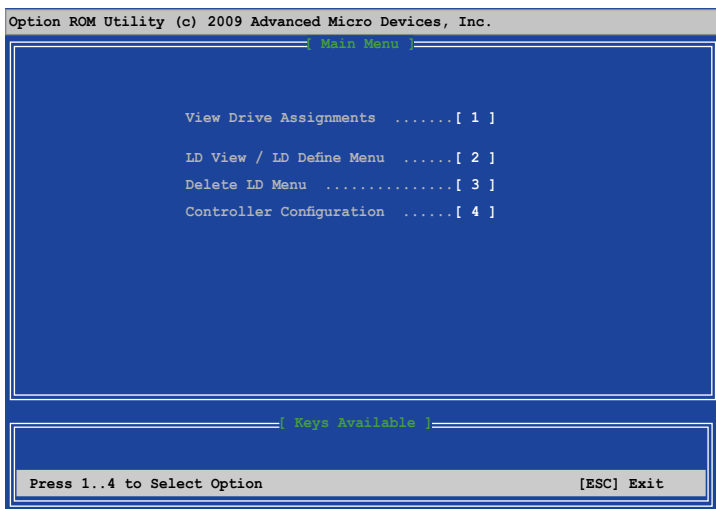 Option ROM Utility (c) 2009 Advanced Micro Devices, Inc.
[ Main Menu ]
View Drive Assignments .......[ 1 ]
LD View / LD Define Menu ......[ 2 ]
Delete LD Menu ...............[ 3 ]
Controller Configuration ......[ 4 ]
[ Keys Available ]
Press 1..4 to Select Option [ESC] Exit